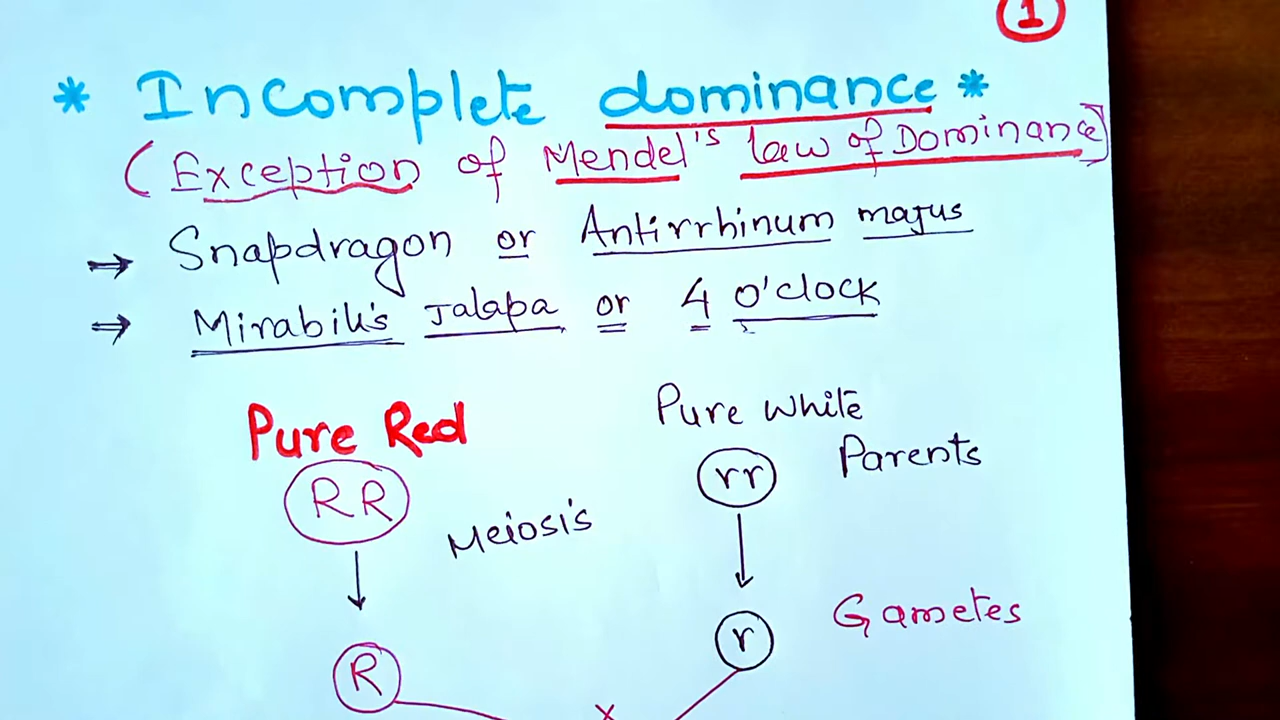 1
* Incomplete dominance *
(Exception of Mendel's law of Dominance]
⇒ Snapdragon or Antirrhinum majus
⇒ Mirabilis Jalapa or 4 O'clock
Pure Red Pure White
RR rr Parents
Meiosis
R r Gametes
x